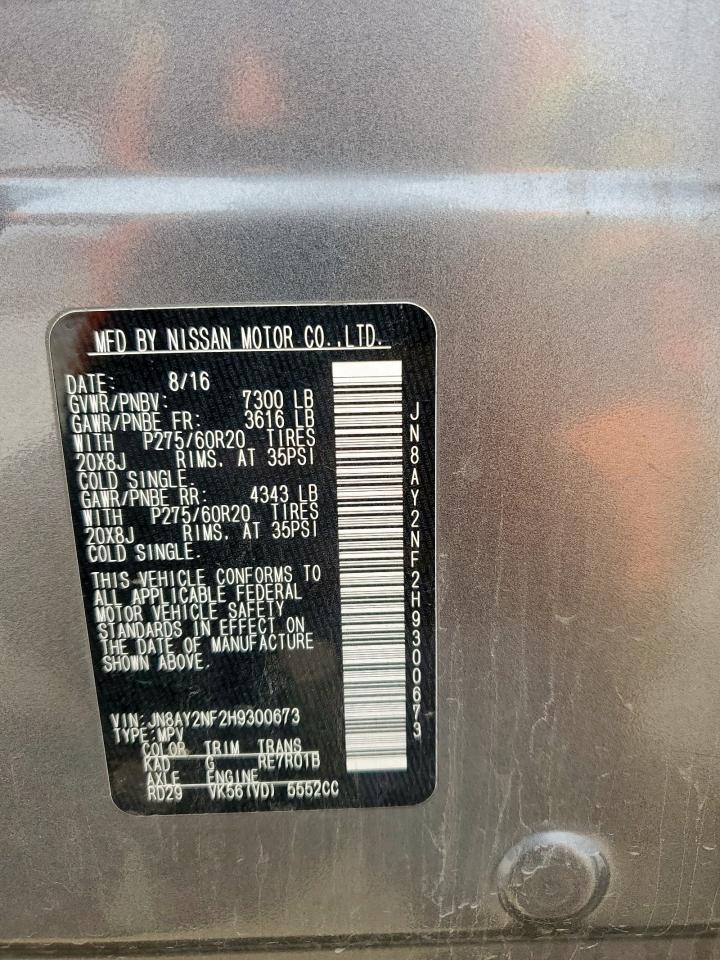 MFD BY NISSAN MOTOR CO.,LTD.
DATE: 8/16
GVWR/PNBV: 7300 LB
GAWR/PNBE FR: 3616 LB
WITH P275/60R20 TIRES
20X8J RIMS. AT 35PSI
COLD SINGLE.
GAWR/PNBE RR: 4343 LB
WITH P275/60R20 TIRES
20X8J RIMS. AT 35PSI
COLD SINGLE.
THIS VEHICLE CONFORMS TO
ALL APPLICABLE FEDERAL
MOTOR VEHICLE SAFETY
STANDARDS IN EFFECT ON
THE DATE OF MANUFACTURE
SHOWN ABOVE.
VIN:JN8AY2NF2H9300673
TYPE:MPV
COLOR TRIM TRANS
KAD G RE7R01B
AXLE ENGINE
RD29 VK56(VD) 5552CC
JN8AY2NF2H9300673